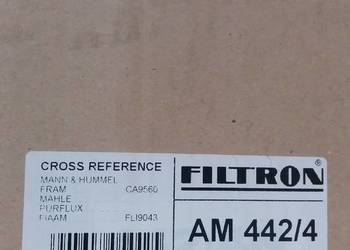 CROSS REFERENCE
MANN & HUMMEL
FRAM CA9560
MAHLE
PURFLUX
FIAAM FLI9043
FILTRON®
AM 442/4